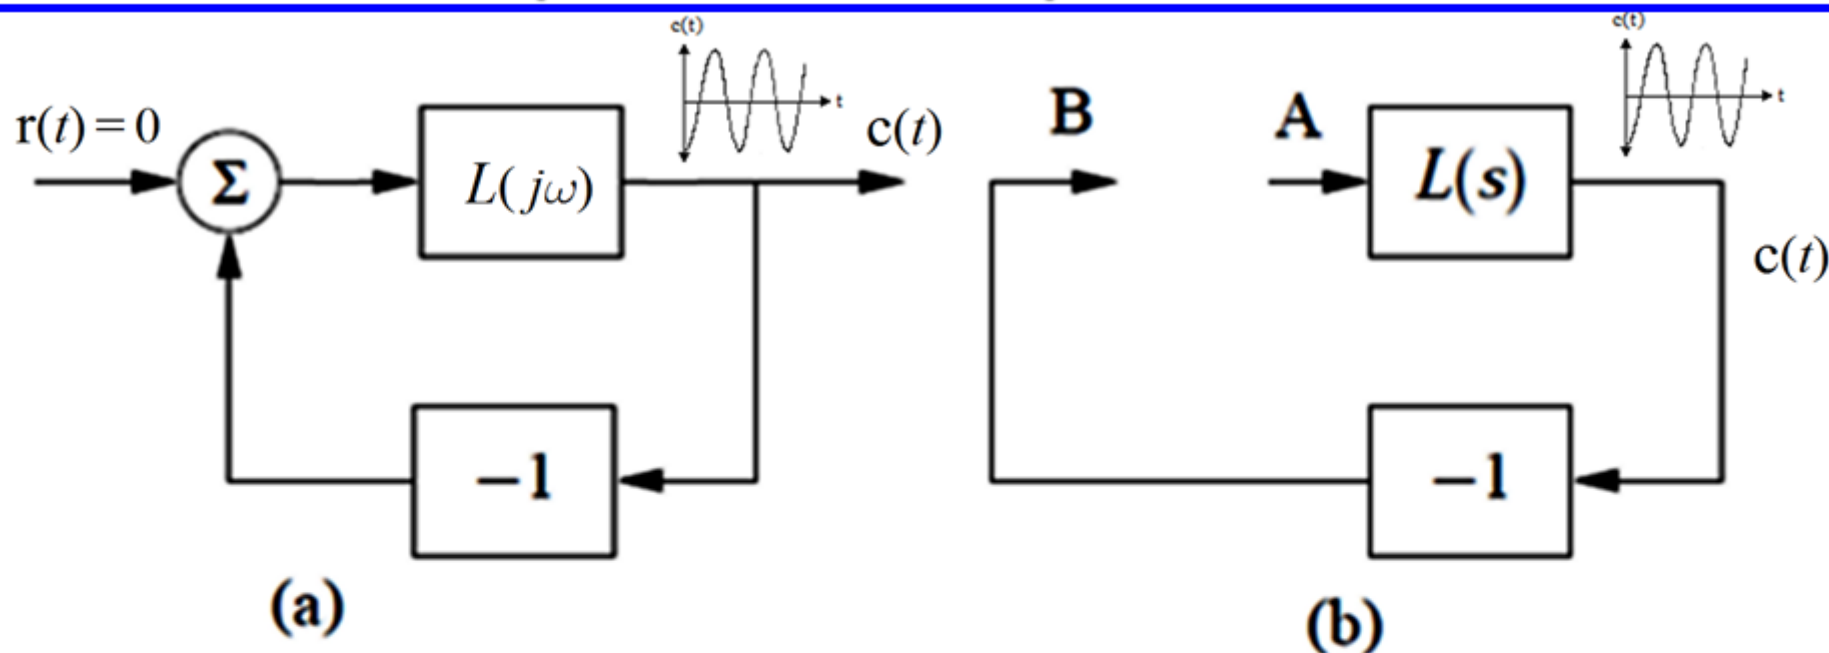 c(t)
t
r(t) = 0
Σ
L(jω)
c(t)
−1
(a)
c(t)
t
B
A
L(s)
c(t)
−1
(b)